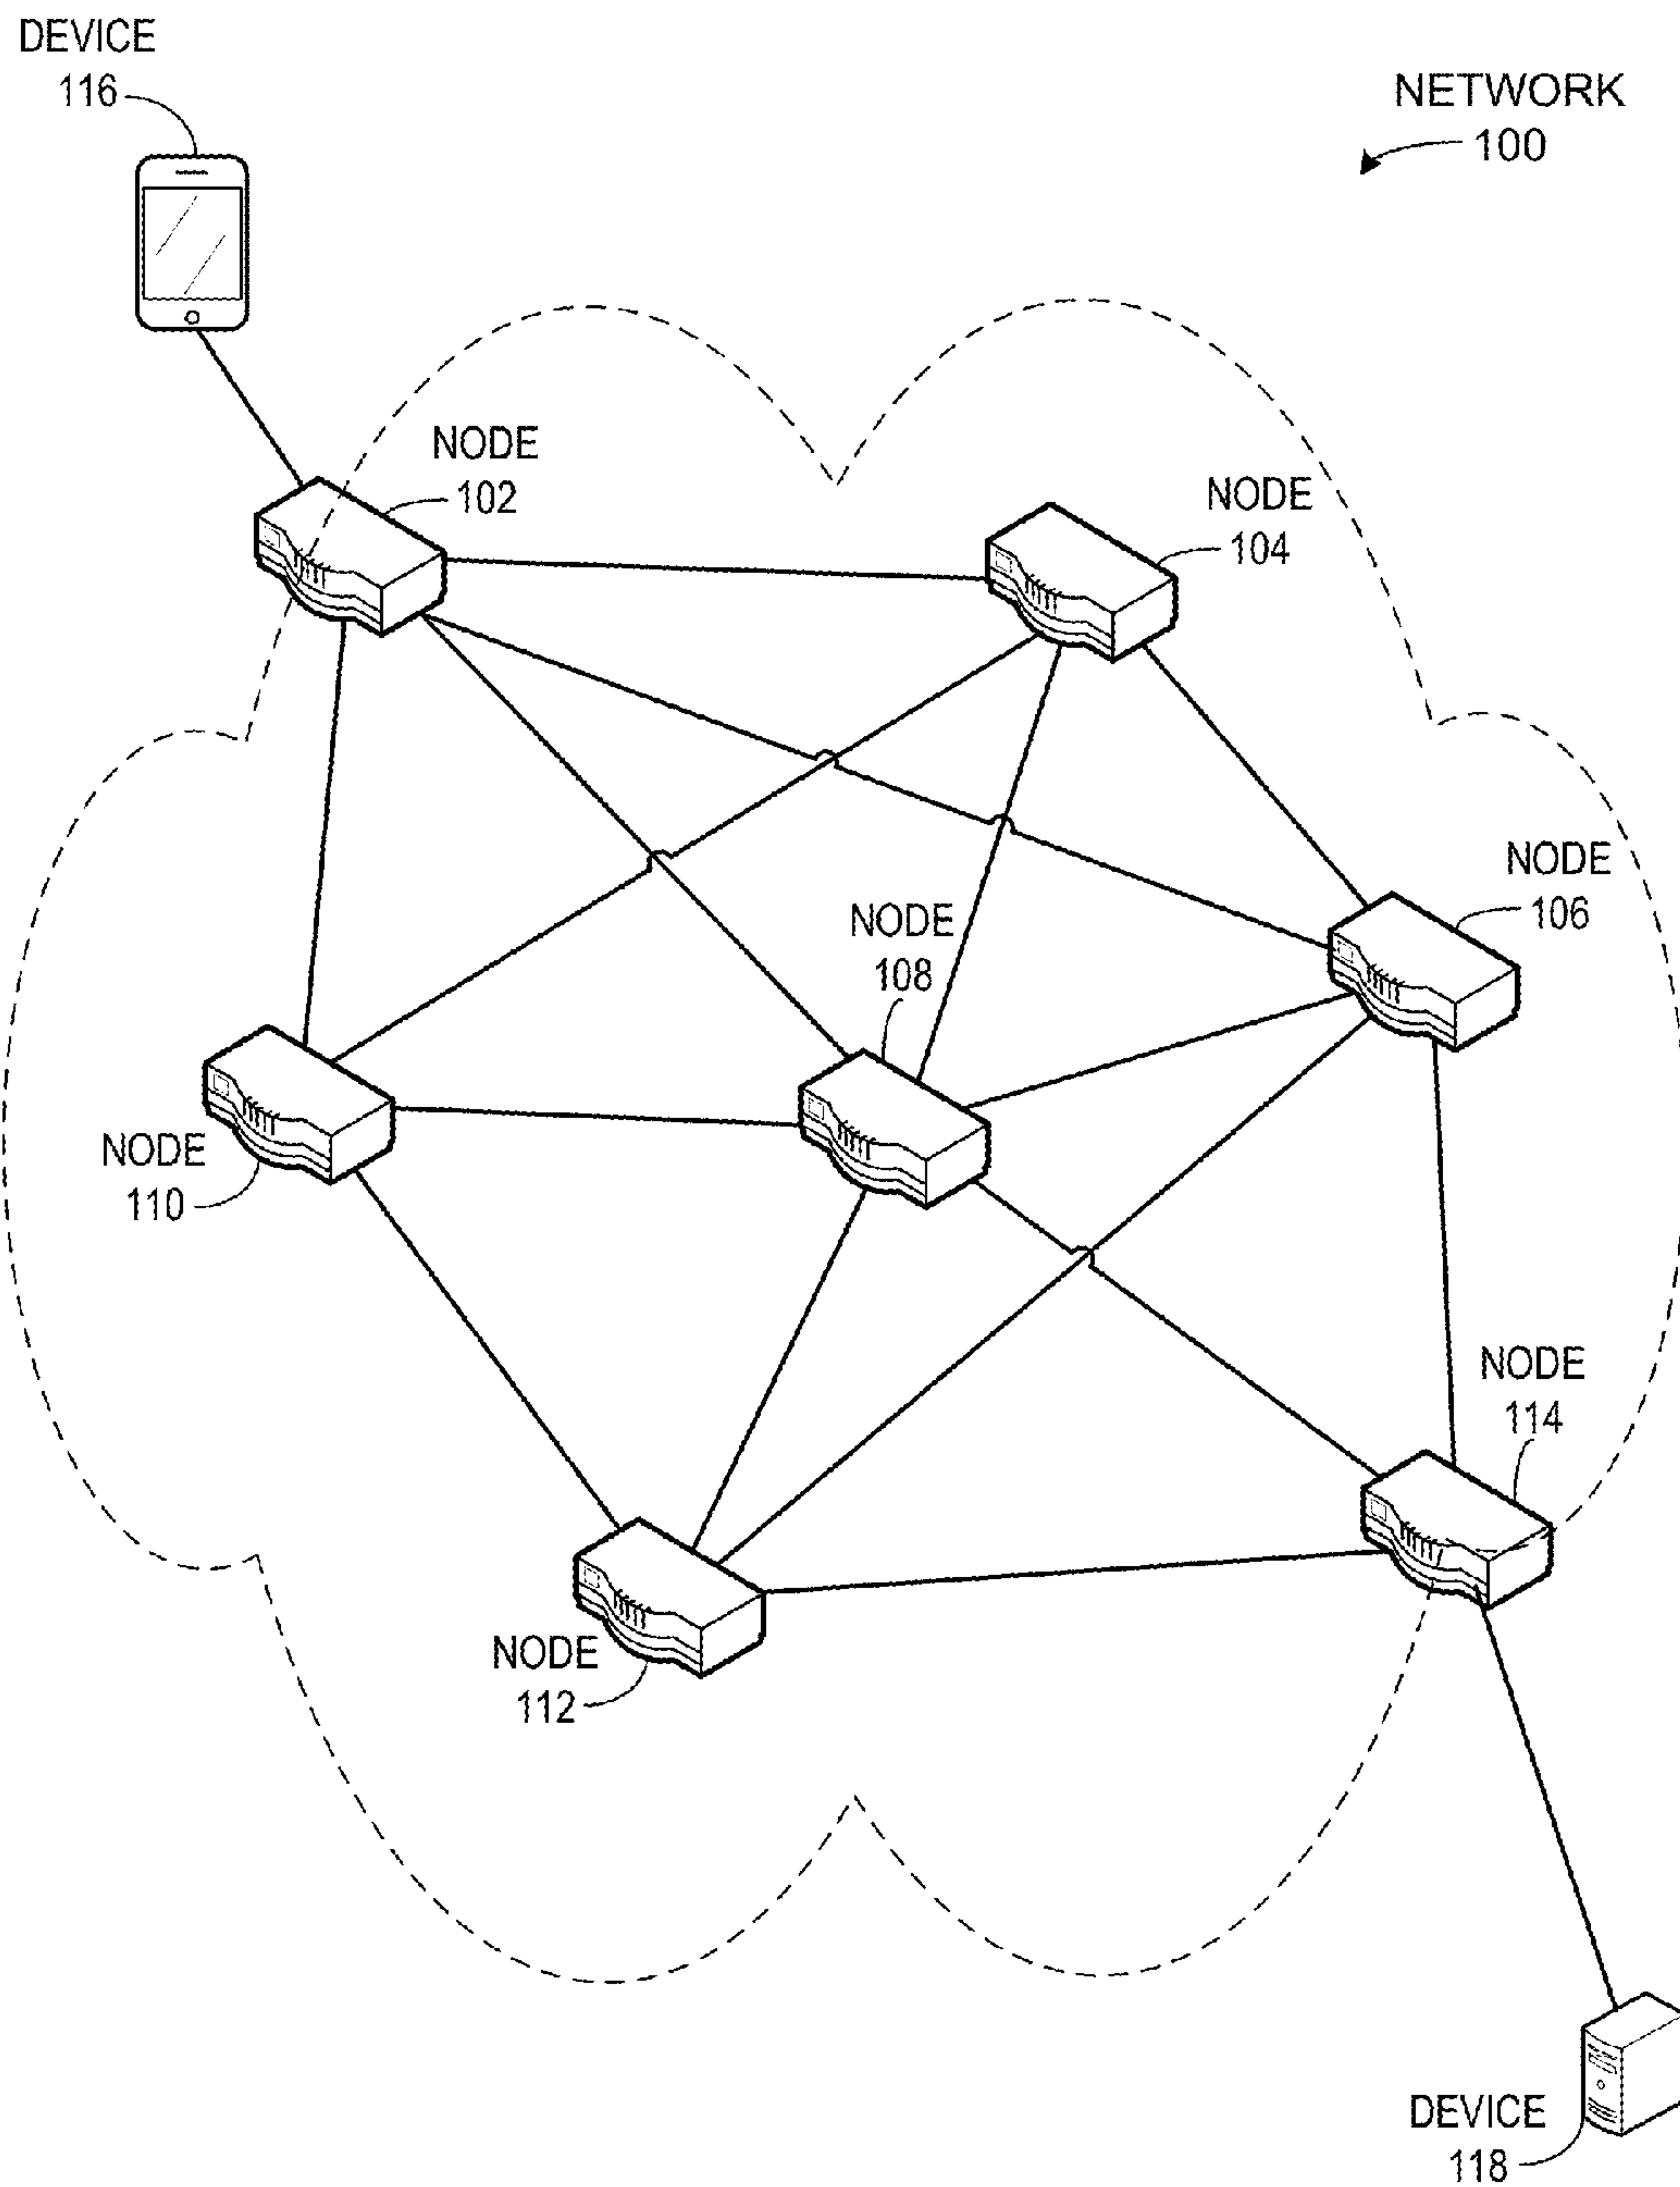 DEVICE
116
NETWORK
100
NODE
102
NODE
104
NODE
106
NODE
108
NODE
110
NODE
114
NODE
112
DEVICE
118